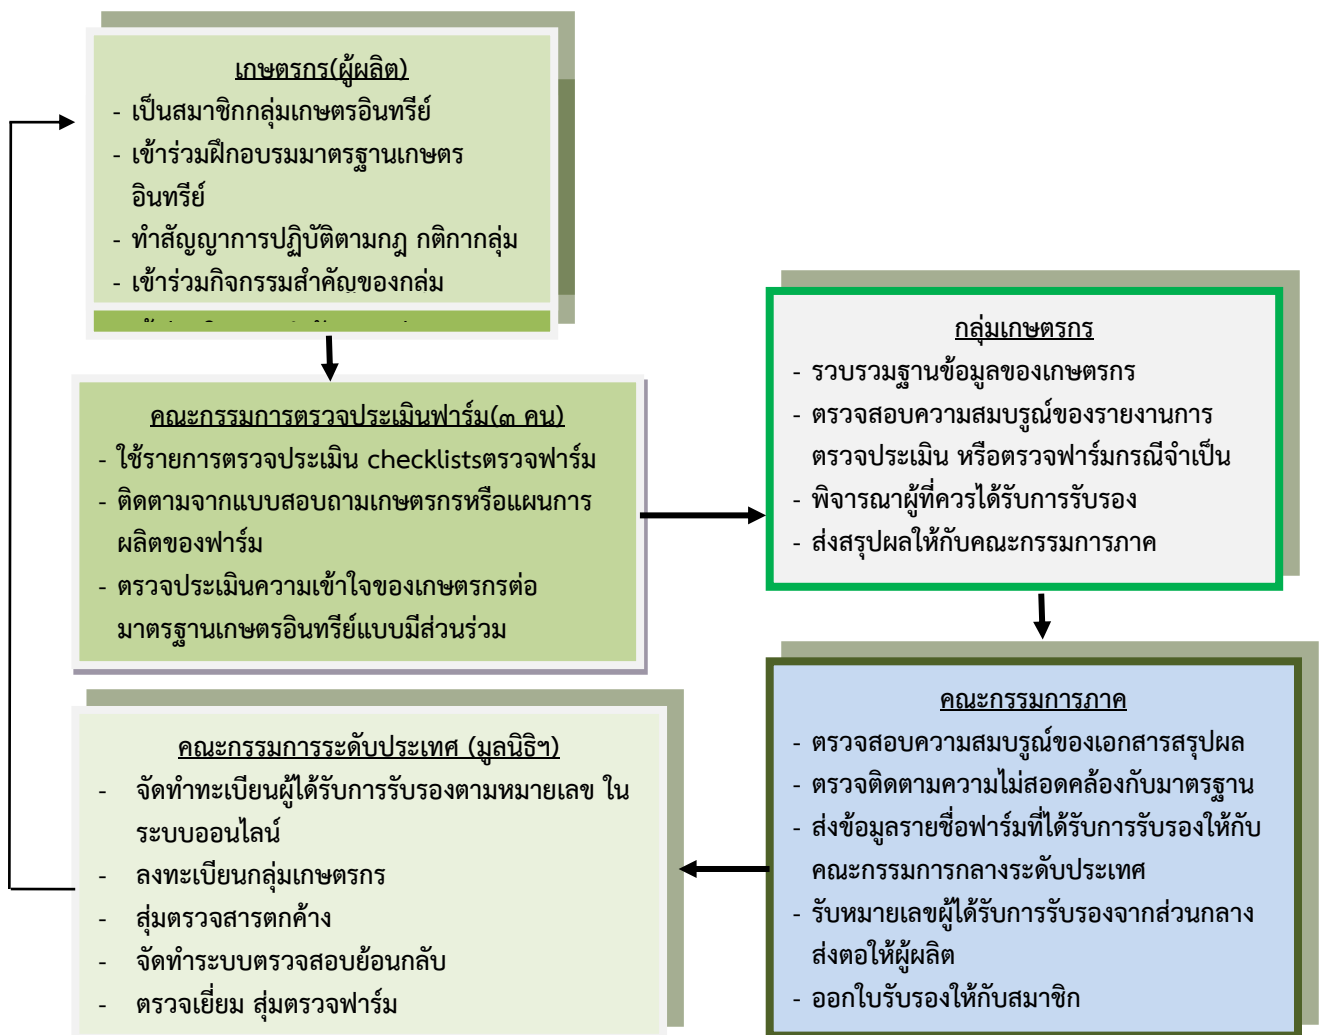 เกษตรกร(ผู้ผลิต)
- เป็นสมาชิกกลุ่มเกษตรอินทรีย์
- เข้าร่วมฝึกอบรมมาตรฐานเกษตร
อินทรีย์
- ทำสัญญาการปฏิบัติตามกฎ กติกากลุ่ม
- เข้าร่วมกิจกรรมสำคัญของกลุ่ม
คณะกรรมการตรวจประเมินฟาร์ม(๓ คน)
- ใช้รายการตรวจประเมิน checklistsตรวจฟาร์ม
- ติดตามจากแบบสอบถามเกษตรกรหรือแผนการ
ผลิตของฟาร์ม
- ตรวจประเมินความเข้าใจของเกษตรกรต่อ
มาตรฐานเกษตรอินทรีย์แบบมีส่วนร่วม
กลุ่มเกษตรกร
- รวบรวมฐานข้อมูลของเกษตรกร
- ตรวจสอบความสมบรูณ์ของรายงานการ
ตรวจประเมิน หรือตรวจฟาร์มกรณีจำเป็น
- พิจารณาผู้ที่ควรได้รับการรับรอง
- ส่งสรุปผลให้กับคณะกรรมการภาค
คณะกรรมการภาค
- ตรวจสอบความสมบรูณ์ของเอกสารสรุปผล
- ตรวจติดตามความไม่สอดคล้องกับมาตรฐาน
- ส่งข้อมูลรายชื่อฟาร์มที่ได้รับการรับรองให้กับ
คณะกรรมการกลางระดับประเทศ
- รับหมายเลขผู้ได้รับการรับรองจากส่วนกลาง
ส่งตอให้ผู้ผลิต
- ออกใบรับรองให้กับสมาชิก
คณะกรรมการระดับประเทศ (มูลนิธิฯ)
- จัดทำทะเบียนผู้ได้รับการรับรองตามหมายเลข ใน
ระบบออนไลน์
- ลงทะเบียนกลุ่มเกษตรกร
- สุ่มตรวจสารตกค้าง
- จัดทำระบบตรวจสอบย้อนกลับ
- ตรวจเยี่ยม สุ่มตรวจฟาร์ม